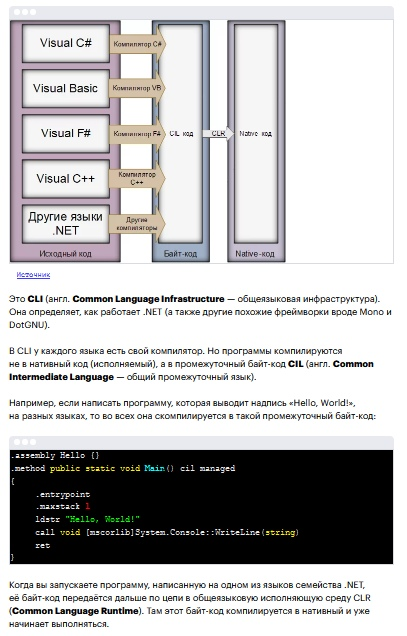 Visual C#
Компилятор C#
Visual Basic
Компилятор VB
Visual F#
Компилятор F#
CIL код
CLR
Native код
Visual C++
Компилятор
C++
Другие языки
.NET
Другие
компиляторы
Исходный код
Байт-код
Native-код
Источник
Это CLI (англ. Common Language Infrastructure — общеязыковая инфраструктура).
Она определяет, как работает .NET (а также другие похожие фреймворки вроде Mono и
DotGNU).
В CLI у каждого языка есть свой компилятор. Но программы компилируются
не в нативный код (исполняемый), а в промежуточный байт-код CIL (англ. Common
Intermediate Language — общий промежуточный язык).
Например, если написать программу, которая выводит надпись «Hello, World!»,
на разных языках, то во всех она скомпилируется в такой промежуточный байт-код:
.assembly Hello {}
.method public static void Main() cil managed
{
.entrypoint
.maxstack 1
ldstr "Hello, World!"
call void [mscorlib]System.Console::WriteLine(string)
ret
}
Когда вы запускаете программу, написанную на одном из языков семейства .NET,
её байт-код передаётся дальше по цепи в общеязыковую исполняющую среду CLR
(Common Language Runtime). Там этот байт-код компилируется в нативный и уже
начинает выполняться.